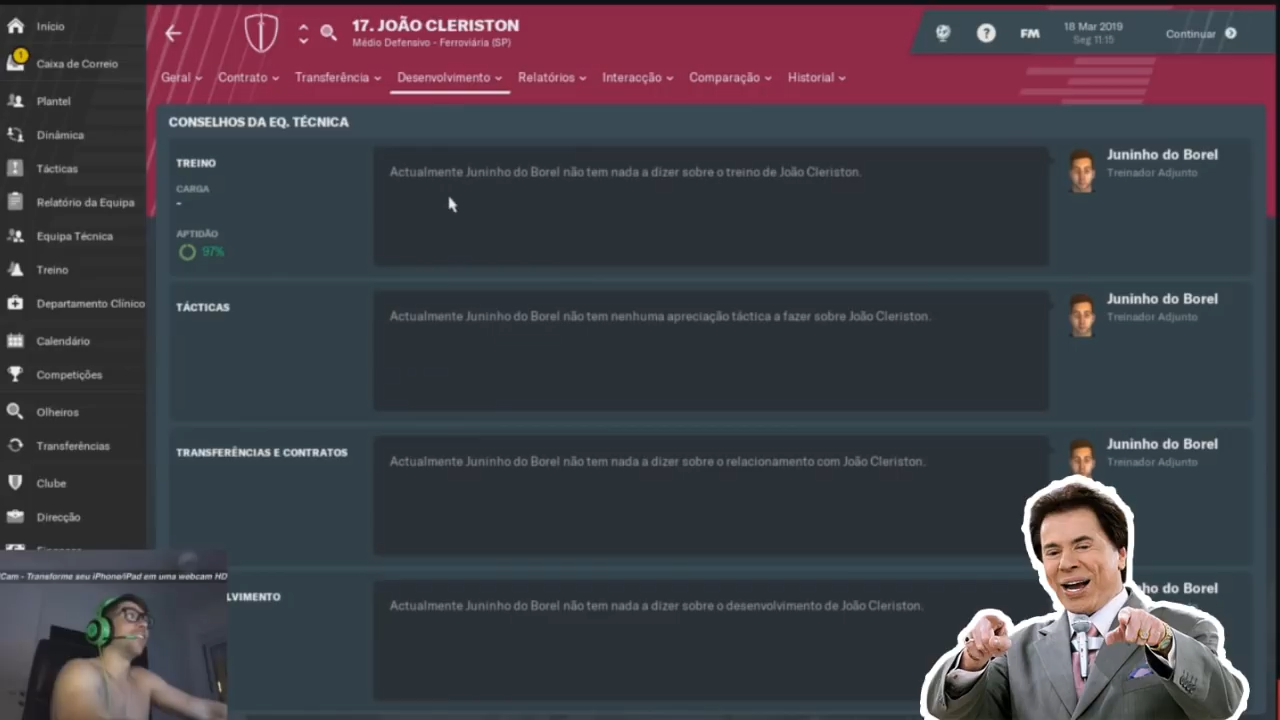 Início
Caixa de Correio
Plantel
Dinâmica
Tácticas
Relatório da Equipa
Equipa Técnica
Treino
Departamento Clínico
Calendário
Competições
Olheiros
Transferências
Clube
Direcção
17. JOÃO CLERISTON
Médio Defensivo - Ferroviária (SP)
FM
18 Mar 2019
Seg 11:15
Continuar
Geral
Contrato
Transferência
Desenvolvimento
Relatórios
Interacção
Comparação
Historial
CONSELHOS DA EQ. TÉCNICA
TREINO
CARGA
-
APTIDÃO
97%
Actualmente Juninho do Borel não tem nada a dizer sobre o treino de João Cleriston.
Juninho do Borel
Treinador Adjunto
TÁCTICAS
Actualmente Juninho do Borel não tem nenhuma apreciação táctica a fazer sobre João Cleriston.
Juninho do Borel
Treinador Adjunto
TRANSFERÊNCIAS E CONTRATOS
Actualmente Juninho do Borel não tem nada a dizer sobre o relacionamento com João Cleriston.
Juninho do Borel
Treinador Adjunto
LVIMENTO
Actualmente Juninho do Borel não tem nada a dizer sobre o desenvolvimento de João Cleriston.
ho do Borel
Cam - Transforme seu iPhone/iPad em uma webcam HD